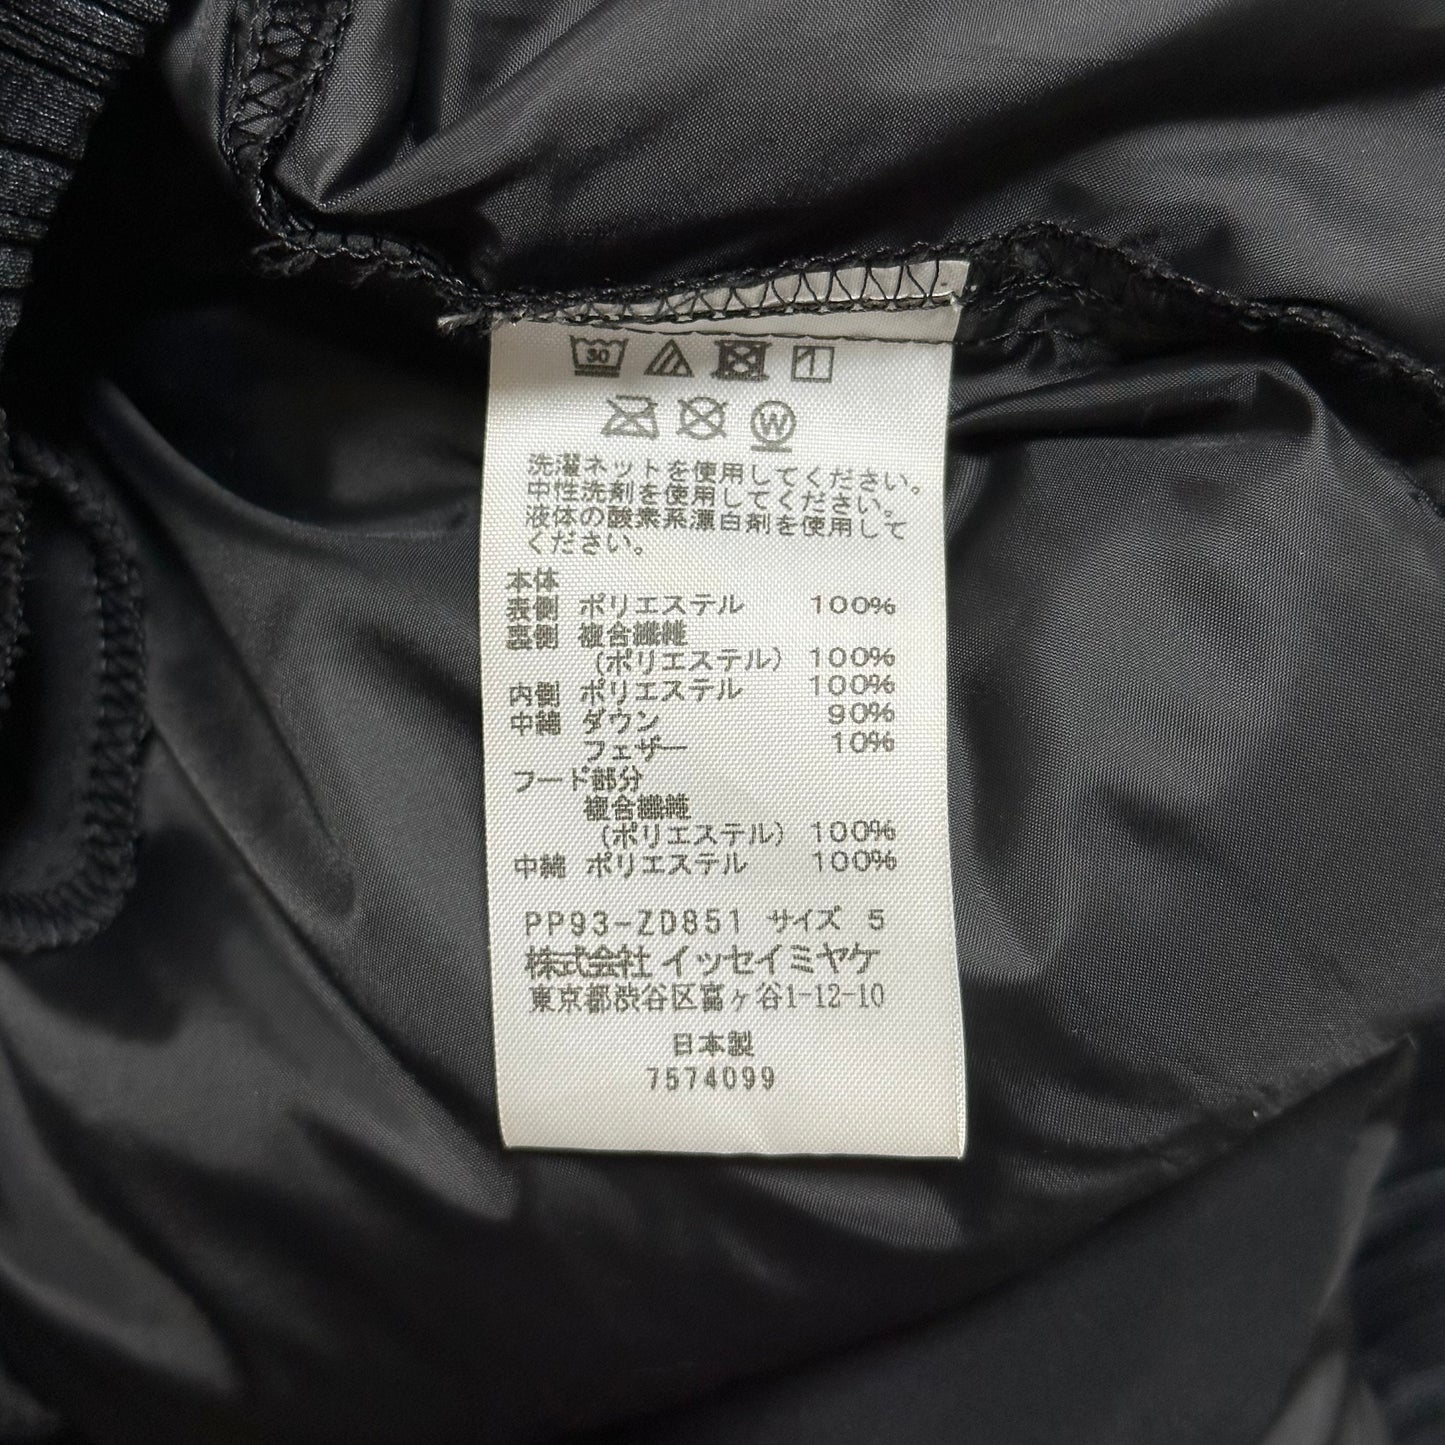 30
W
洗濯ネットを使用してください。
中性洗剤を使用してください。
液体の酸素系漂白剤を使用して
ください。
本体
表側 ポリエステル 100%
裏側 複合繊維
(ポリエステル) 100%
内側 ポリエステル 100%
中綿 ダウン 90%
フェザー 10%
フード部分
複合繊維
(ポリエステル) 100%
中綿 ポリエステル 100%
PP93-ZD851 サイズ 5
株式会社 イッセイミヤケ
東京都渋谷区富ヶ谷1-12-10
日本製
7574099